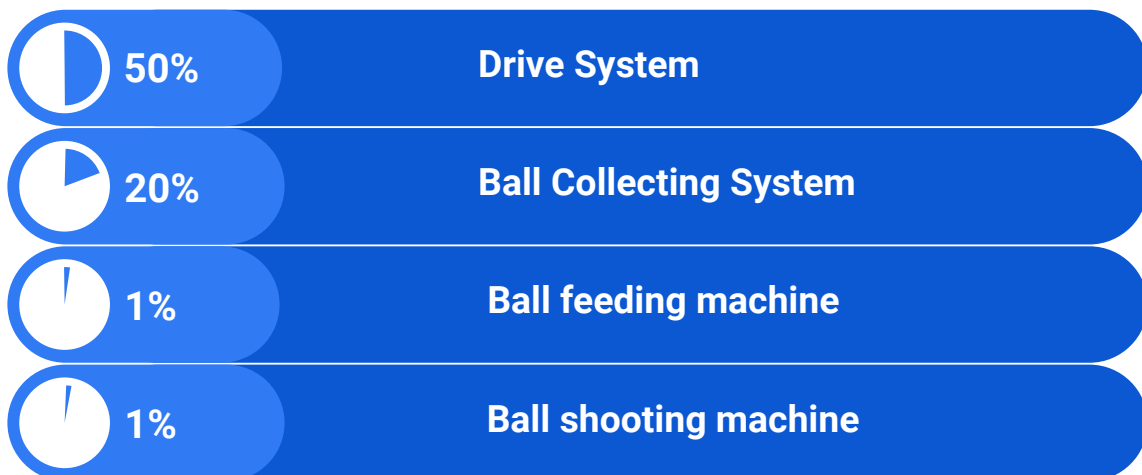 50% Drive System
20% Ball Collecting System
1% Ball feeding machine
1% Ball shooting machine